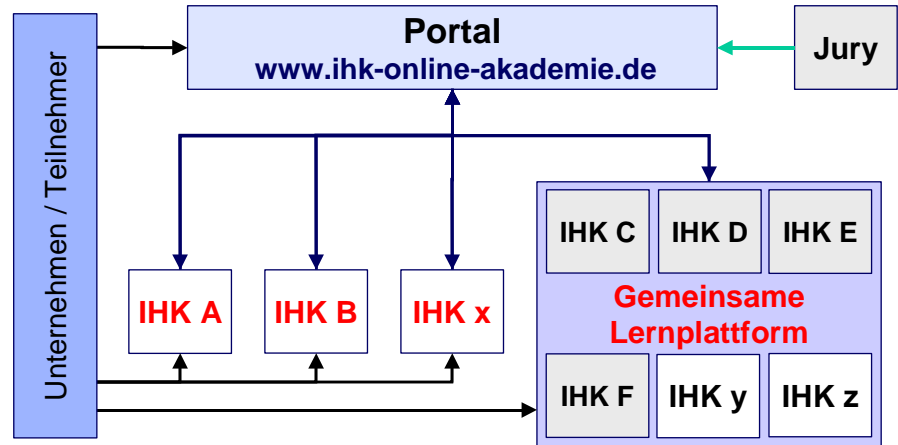 Unternehmen / Teilnehmer
Portal
www.ihk-online-akademie.de
Jury
IHK A
IHK B
IHK x
IHK C
IHK D
IHK E
Gemeinsame
Lernplattform
IHK F
IHK y
IHK z